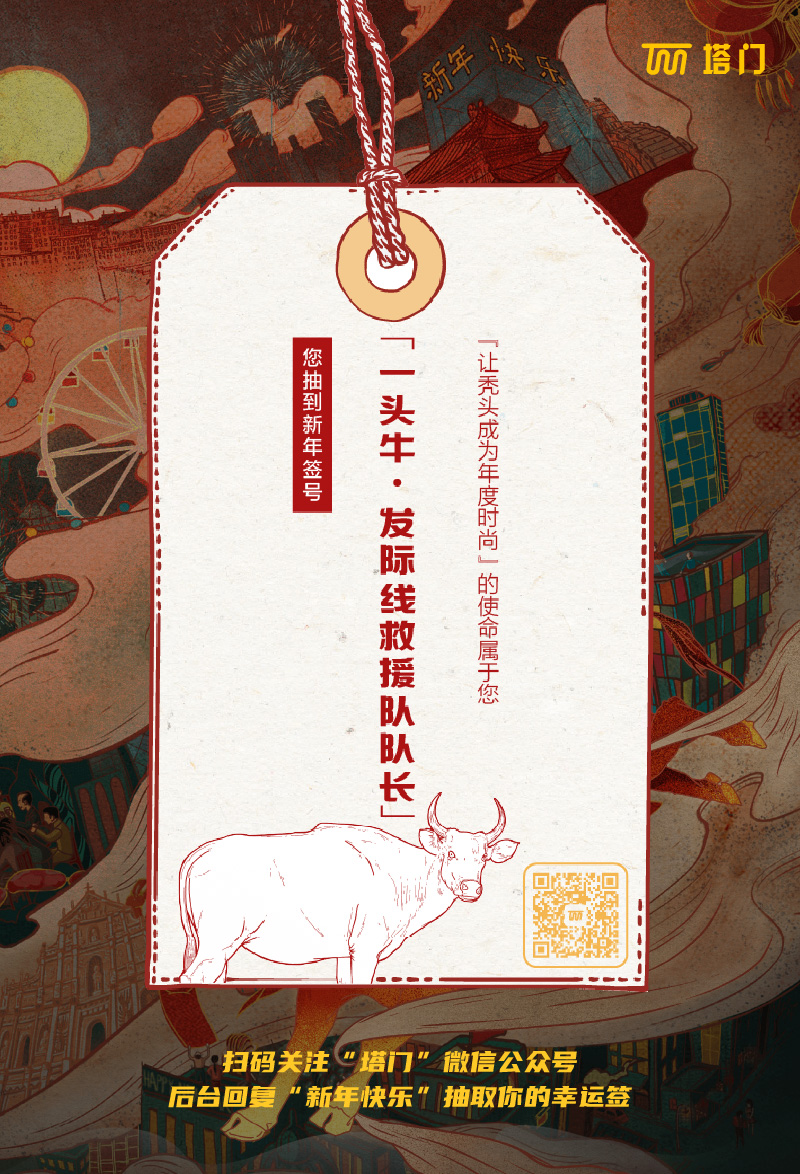 塔门
新年快乐
『让秃头成为年度时尚』的使命属于您
「一头牛·发际线救援队队长」
您抽到新年签号
扫码关注“塔门”微信公众号
后台回复“新年快乐”抽取你的幸运签